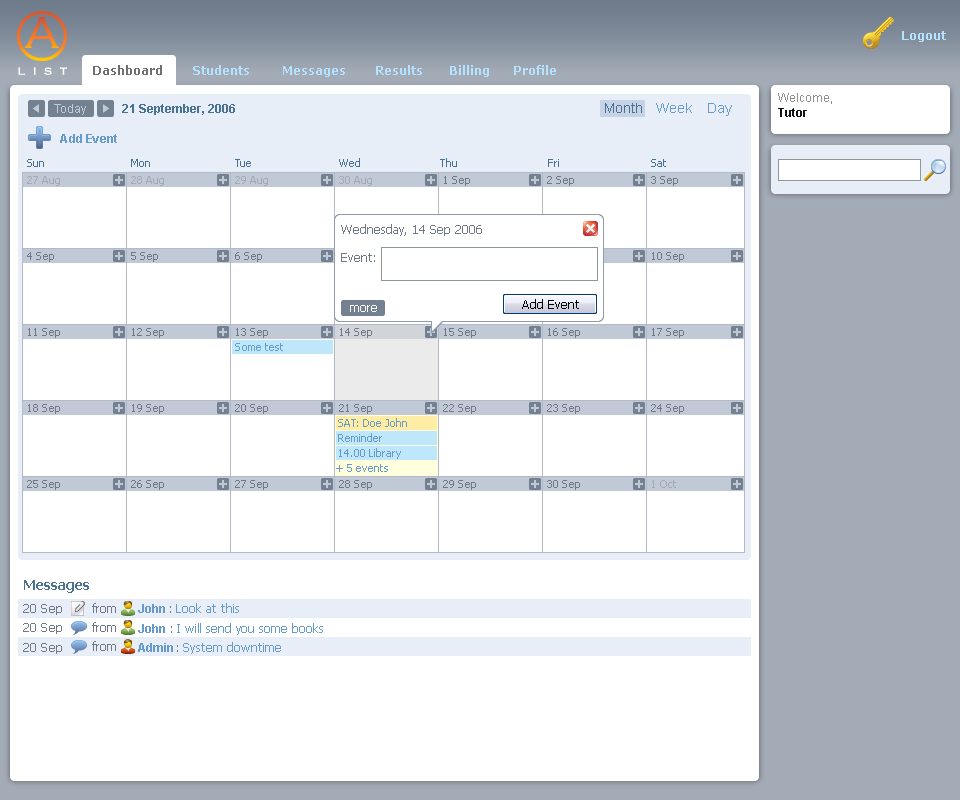 A
LIST
Dashboard Students Messages Results Billing Profile
Logout
Welcome,
Tutor
Today 21 September, 2006 Month Week Day
Add Event
Sun Mon Tue Wed Thu Fri Sat
27 Aug 28 Aug 29 Aug 30 Aug 1 Sep 2 Sep 3 Sep
Wednesday, 14 Sep 2006
Event:
more Add Event
4 Sep 5 Sep 6 Sep 10 Sep
11 Sep 12 Sep 13 Sep 14 Sep 15 Sep 16 Sep 17 Sep
Some test
18 Sep 19 Sep 20 Sep 21 Sep 22 Sep 23 Sep 24 Sep
SAT: Doe John
Reminder
14.00 Library
+ 5 events
25 Sep 26 Sep 27 Sep 28 Sep 29 Sep 30 Sep 1 Oct
Messages
20 Sep from John : Look at this
20 Sep from John : I will send you some books
20 Sep from Admin : System downtime